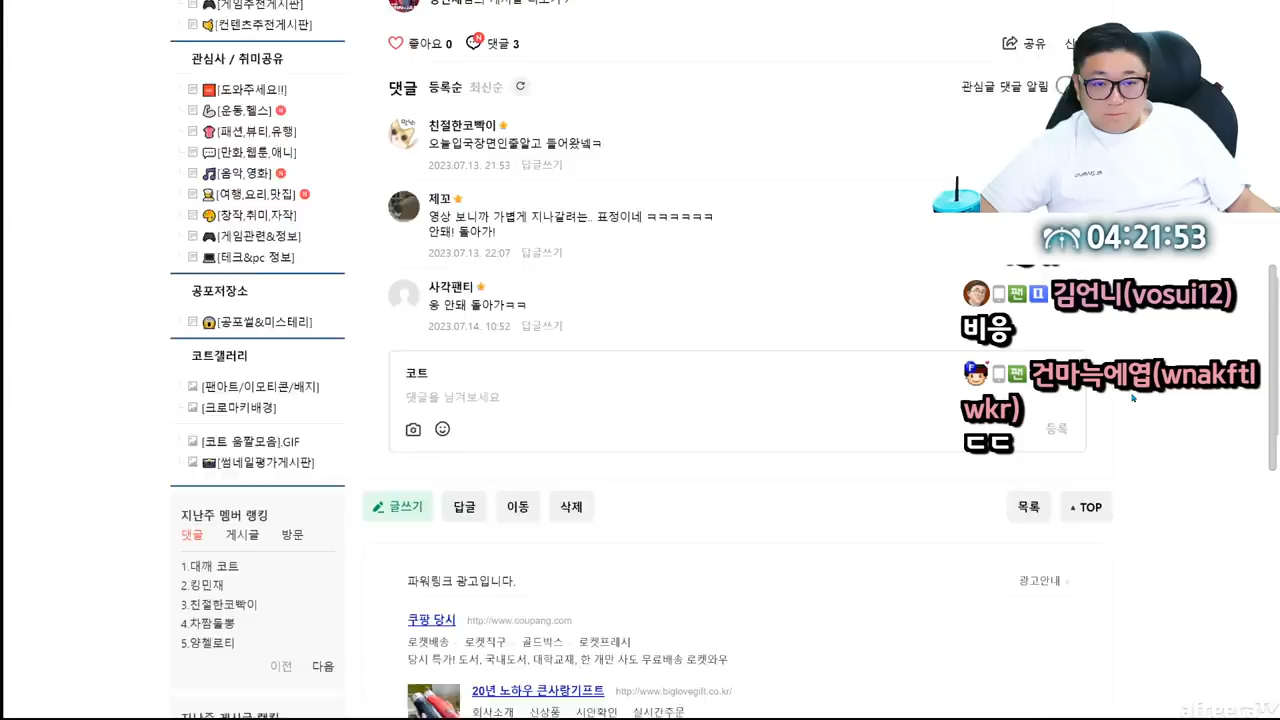 [게임추천게시판]
[컨텐츠추천게시판]
관심사 / 취미공유
[도와주세요!!]
[운동,헬스] N
[패션,뷰티,유행]
[만화,웹툰,애니]
[음악,영화] N
[여행,요리,맛집] N
[창작,취미,자작]
[게임관련&정보]
[테크&pc 정보]
공포저장소
[공포썰&미스테리]
코트갤러리
[팬아트/이모티콘/배지]
[크로마키배경]
[코트 움짤모음].GIF
[썸네일평가게시판]
지난주 멤버 랭킹
댓글 게시글 방문
1.대깨 코트
2.킹민재
3.친절한코빡이
4.차짬돌뽕
5.양첼로티
이전 다음
지난주 게시글 랭킹
좋아요 0 N 댓글 3
공유 신
댓글 등록순 최신순
관심글 댓글 알림
친절한코빡이
오늘입국장면인줄알고 들어왔넼ㅋ
2023.07.13. 21:53 답글쓰기
제꼬
영상 보니까 가볍게 지나갈려는.. 표정이네 ㅋㅋㅋㅋㅋㅋ
안돼! 돌아가!
2023.07.13. 22:07 답글쓰기
사각팬티
웅 안돼 돌아가ㅋㅋ
2023.07.14. 10:52 답글쓰기
코트
댓글을 남겨보세요
등록
글쓰기 답글 이동 삭제
목록 ▲ TOP
파워링크 광고입니다.
광고안내
쿠팡 당시 http://www.coupang.com
로켓배송 로켓직구 골드박스 로켓프레시
당시 특가! 도서, 국내도서, 대학교재, 한 개만 사도 무료배송 로켓와우
20년 노하우 큰사랑기프트 http://www.biglovegift.co.kr/
회사소개 신상품 시안확인 실시간주문
04:21:53
팬 김언니(vosui12)
비응
F 팬 건마늑에엽(wnakftl
wkr)
ㄷㄷ
afreecaTV